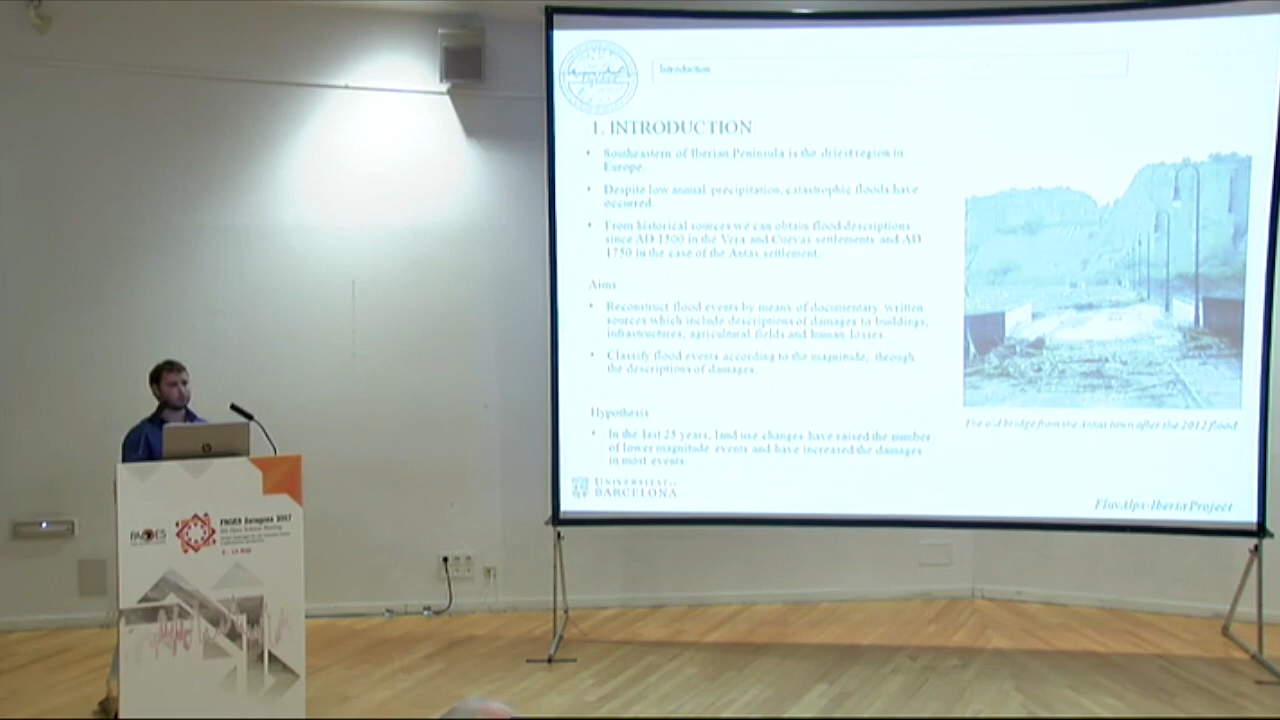 Introduction
1. INTRODUCTION
• Southeastern of Iberian Peninsula is the driest region in
Europe.
• Despite low annual precipitation, catastrophic floods have
occurred.
• From historical sources we can obtain flood descriptions
since AD 1500 in the Vera and Cuevas settlements and AD
1750 in the case of the Antas settlement.
Aims
• Reconstruct flood events by means of documentary written
sources which include descriptions of damages to buildings,
infrastructures, agricultural fields and human losses.
• Classify flood events according to the magnitude, through
the descriptions of damages.
Hypothesis
• In the last 25 years, land use changes have raised the number
of lower magnitude events and have increased the damages
in most events.
The old bridge from the Antas town after the 2012 flood
UNIVERSITAT DE
BARCELONA
FluvAlps-Iberia Project
hp
PAGES
PAGES Zaragoza 2017